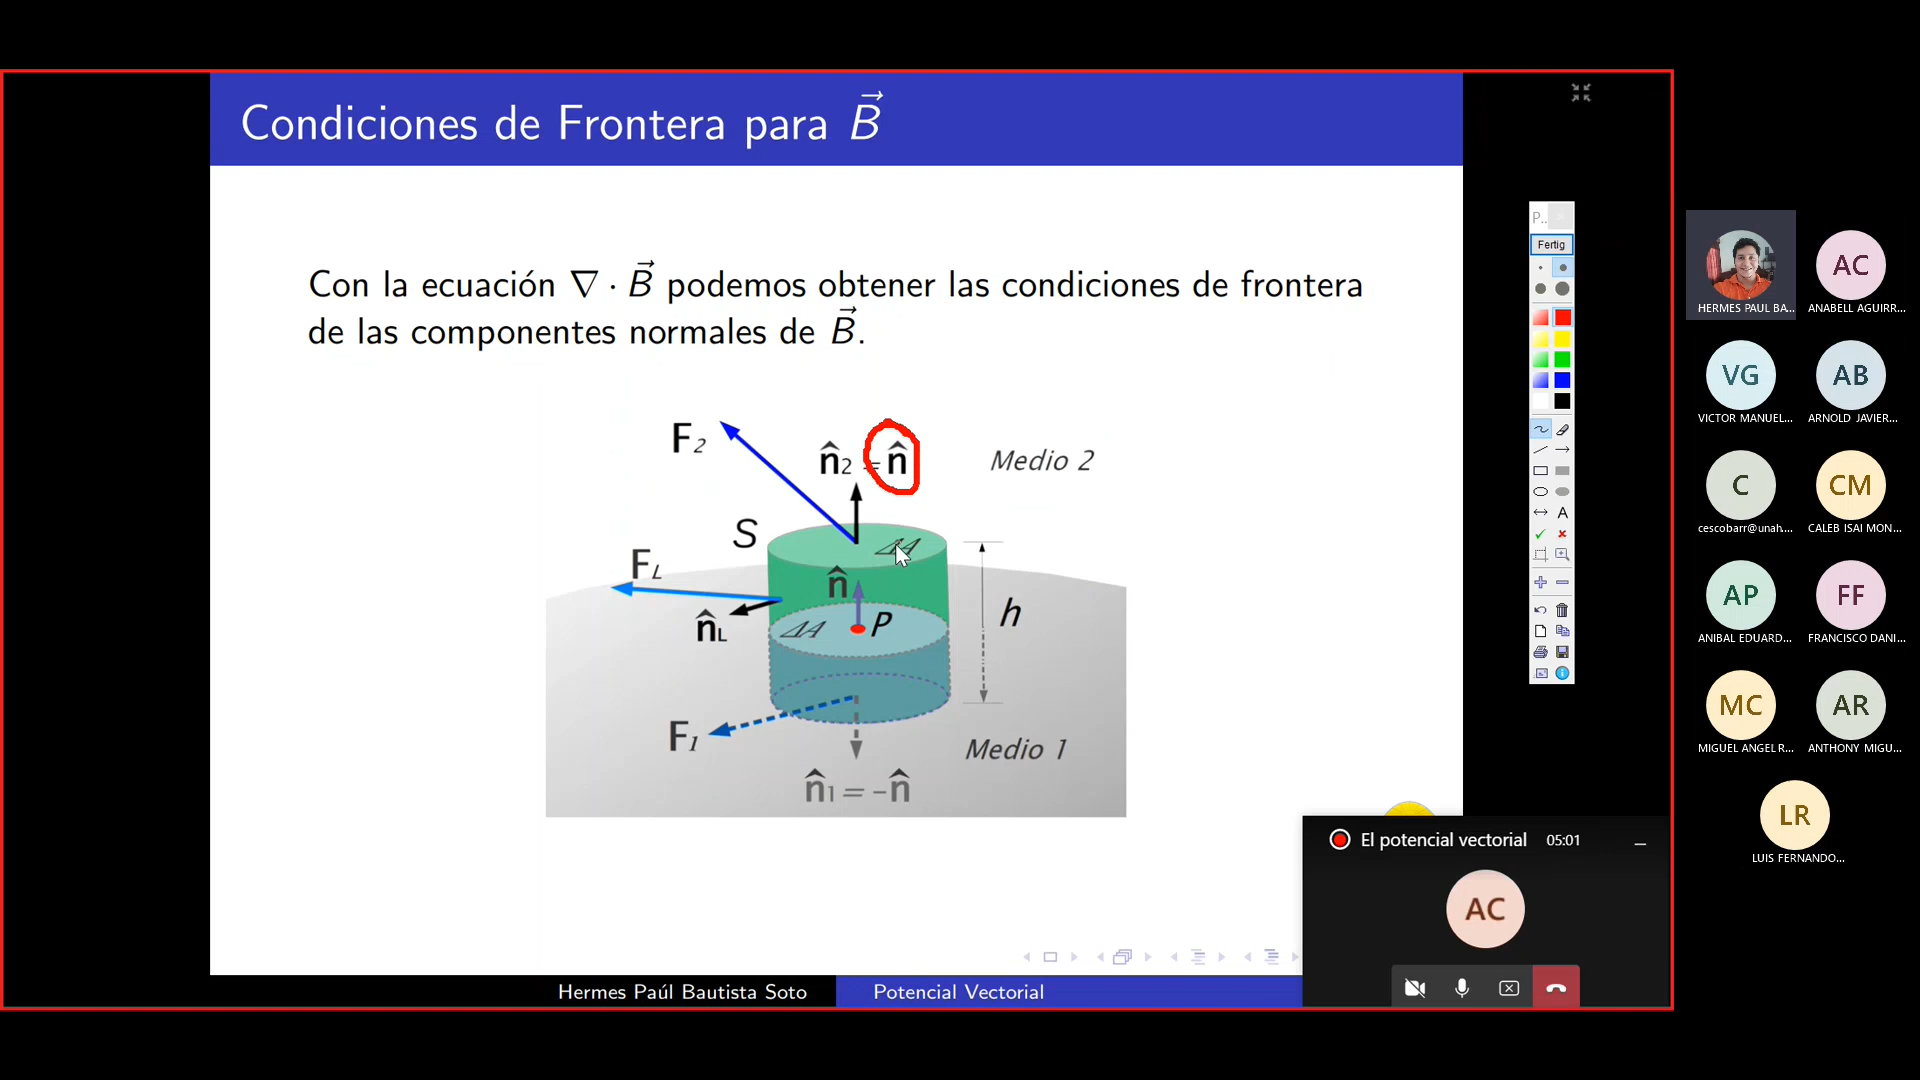 Condiciones de Frontera para B⃗
Con la ecuación ∇ · B⃗ podemos obtener las condiciones de frontera
de las componentes normales de B⃗.
F2
n̂2 = n̂
Medio 2
S
ΔA
FL
n̂
n̂L
ΔA
P
h
F1
Medio 1
n̂1 = -n̂
Hermes Paúl Bautista Soto
Potencial Vectorial
P..
Fertig
A
El potencial vectorial 05:01
AC
HERMES PAUL BA...
AC
ANABELL AGUIRR...
VG
VICTOR MANUEL...
AB
ARNOLD JAVIER...
C
cescobarr@unah....
CM
CALEB ISAI MON...
AP
ANIBAL EDUARD...
FF
FRANCISCO DANI...
MC
MIGUEL ANGEL R...
AR
ANTHONY MIGU...
LR
LUIS FERNANDO...